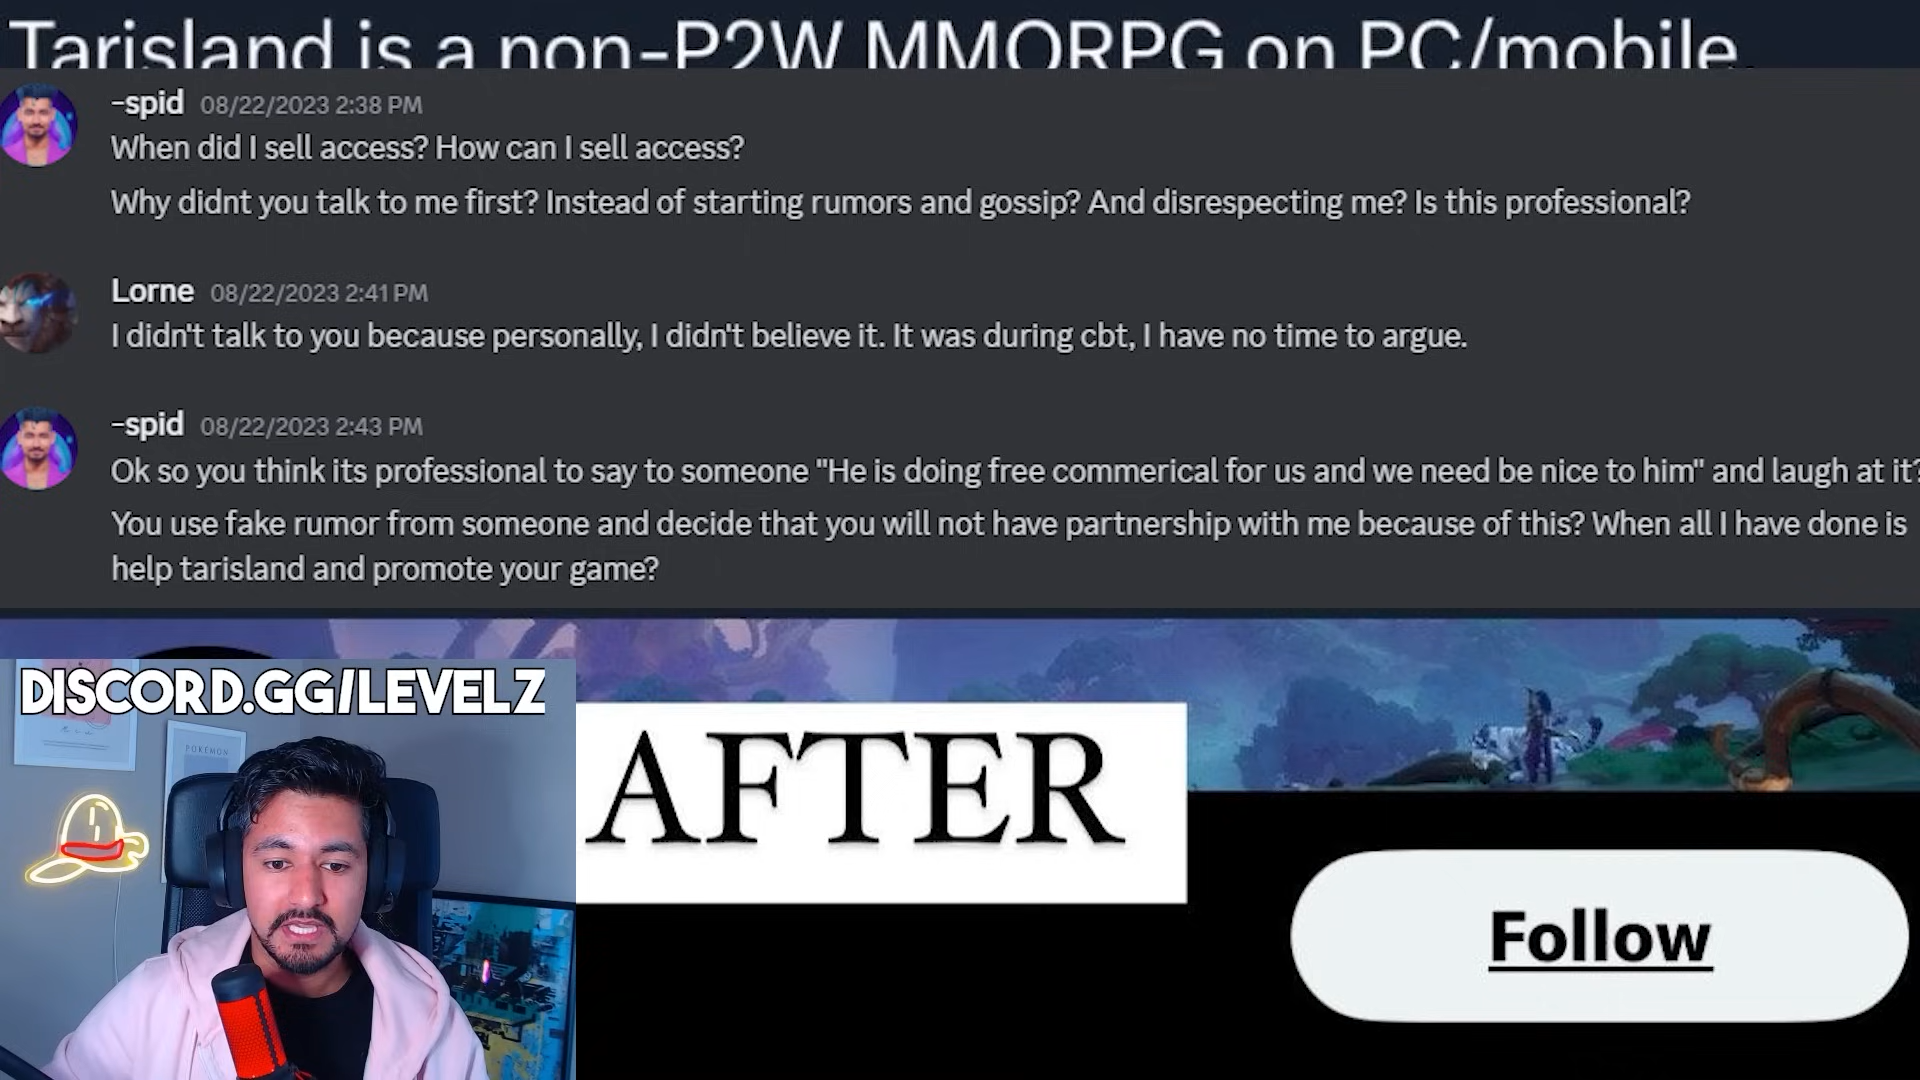 Tarisland is a non-P2W MMORPG on PC/mobile.
-spid 08/22/2023 2:38 PM
When did I sell access? How can I sell access?
Why didnt you talk to me first? Instead of starting rumors and gossip? And disrespecting me? Is this professional?
Lorne 08/22/2023 2:41 PM
I didn't talk to you because personally, I didn't believe it. It was during cbt, I have no time to argue.
-spid 08/22/2023 2:43 PM
Ok so you think its professional to say to someone "He is doing free commerical for us and we need be nice to him" and laugh at it?
You use fake rumor from someone and decide that you will not have partnership with me because of this? When all I have done is
help tarisland and promote your game?
DISCORD.GG/LEVELZ
POKÉMON
AFTER
Follow